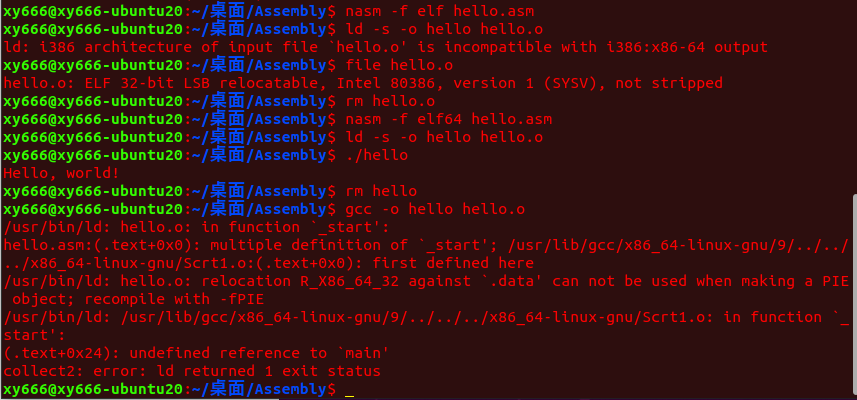 xy666@xy666-ubuntu20:~/桌面/Assembly$ nasm -f elf hello.asm
xy666@xy666-ubuntu20:~/桌面/Assembly$ ld -s -o hello hello.o
ld: i386 architecture of input file `hello.o' is incompatible with i386:x86-64 output
xy666@xy666-ubuntu20:~/桌面/Assembly$ file hello.o
hello.o: ELF 32-bit LSB relocatable, Intel 80386, version 1 (SYSV), not stripped
xy666@xy666-ubuntu20:~/桌面/Assembly$ rm hello.o
xy666@xy666-ubuntu20:~/桌面/Assembly$ nasm -f elf64 hello.asm
xy666@xy666-ubuntu20:~/桌面/Assembly$ ld -s -o hello hello.o
xy666@xy666-ubuntu20:~/桌面/Assembly$ ./hello
Hello, world!
xy666@xy666-ubuntu20:~/桌面/Assembly$ rm hello
xy666@xy666-ubuntu20:~/桌面/Assembly$ gcc -o hello hello.o
/usr/bin/ld: hello.o: in function `_start':
hello.asm:(.text+0x0): multiple definition of `_start'; /usr/lib/gcc/x86_64-linux-gnu/9/../../
../x86_64-linux-gnu/Scrt1.o:(.text+0x0): first defined here
/usr/bin/ld: hello.o: relocation R_X86_64_32 against `.data' can not be used when making a PIE
 object; recompile with -fPIE
/usr/bin/ld: /usr/lib/gcc/x86_64-linux-gnu/9/../../../x86_64-linux-gnu/Scrt1.o: in function `_
start':
(.text+0x24): undefined reference to `main'
collect2: error: ld returned 1 exit status
xy666@xy666-ubuntu20:~/桌面/Assembly$